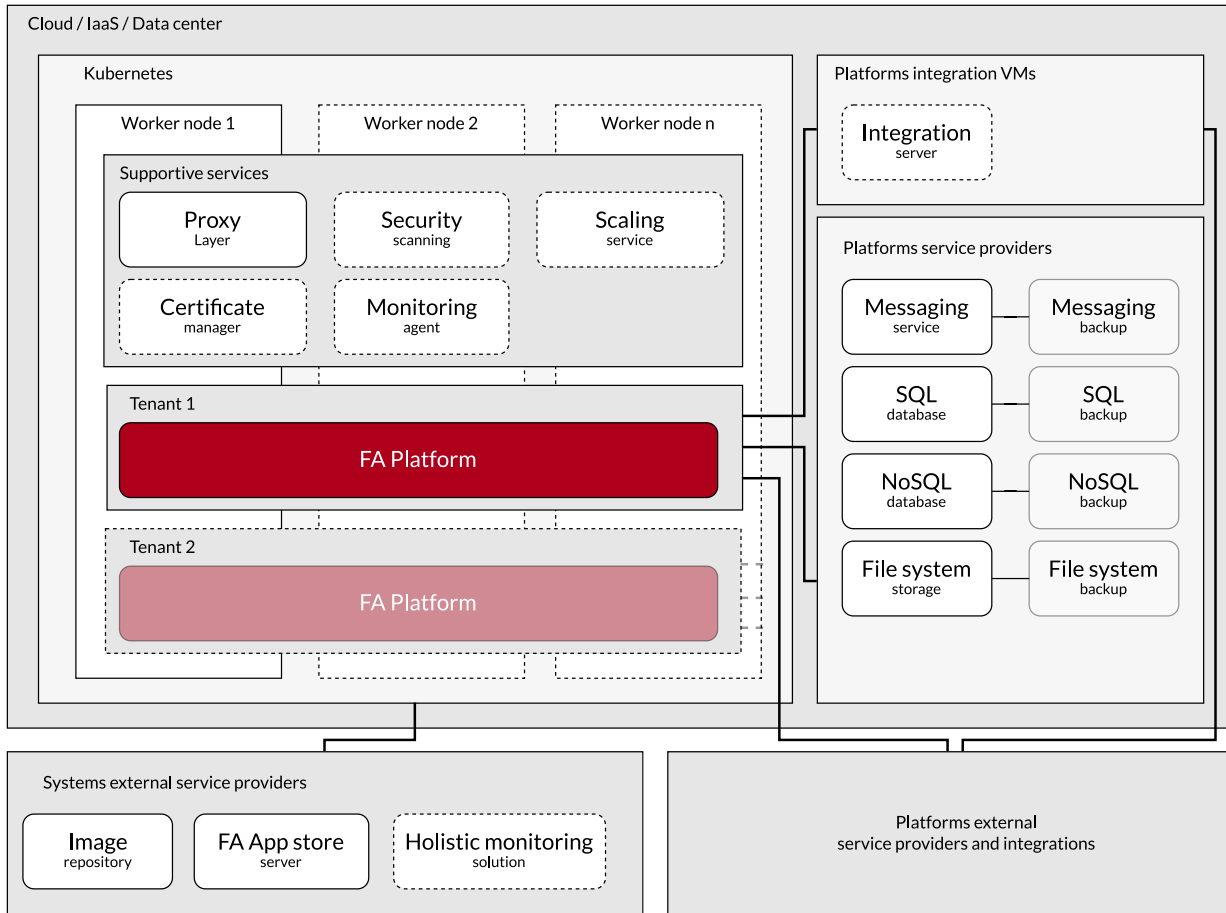 Cloud / IaaS / Data center
Kubernetes
Worker node 1
Worker node 2
Worker node n
Supportive services
Proxy
Layer
Security
scanning
Scaling
service
Certificate
manager
Monitoring
agent
Tenant 1
FA Platform
Tenant 2
FA Platform
Platforms integration VMs
Integration
server
Platforms service providers
Messaging
service
Messaging
backup
SQL
database
SQL
backup
NoSQL
database
NoSQL
backup
File system
storage
File system
backup
Systems external service providers
Image
repository
FA App store
server
Holistic monitoring
solution
Platforms external
service providers and integrations